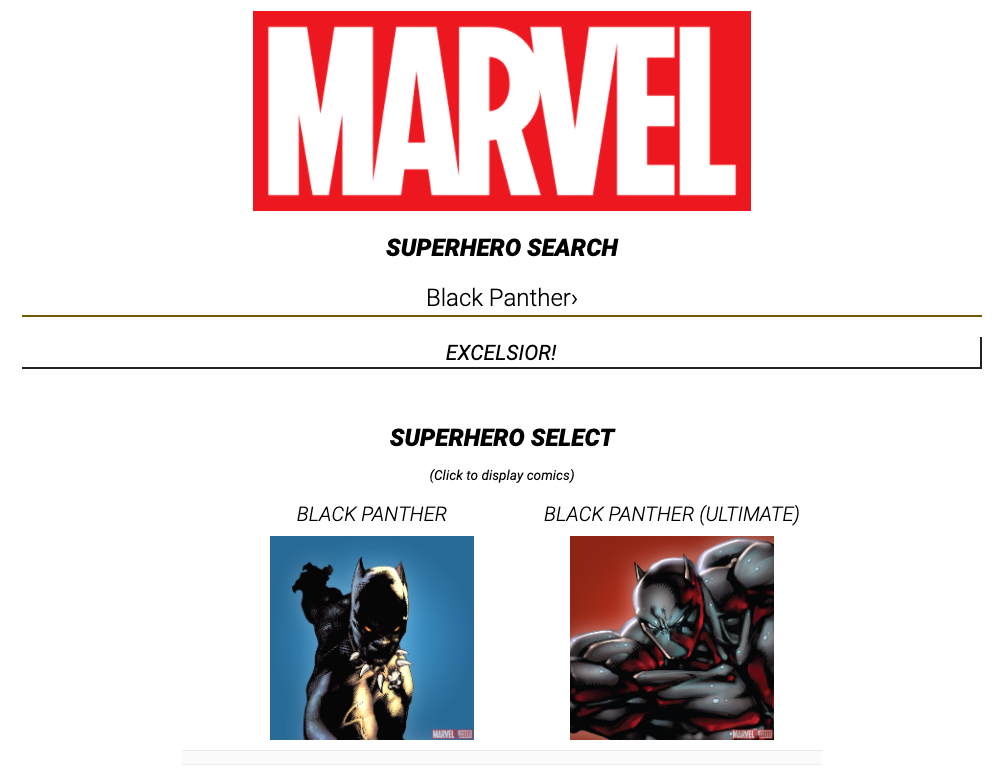 MARVEL
SUPERHERO SEARCH
Black Panther›
EXCELSIOR!
SUPERHERO SELECT
(Click to display comics)
BLACK PANTHER
BLACK PANTHER (ULTIMATE)
MARVEL
MARVEL